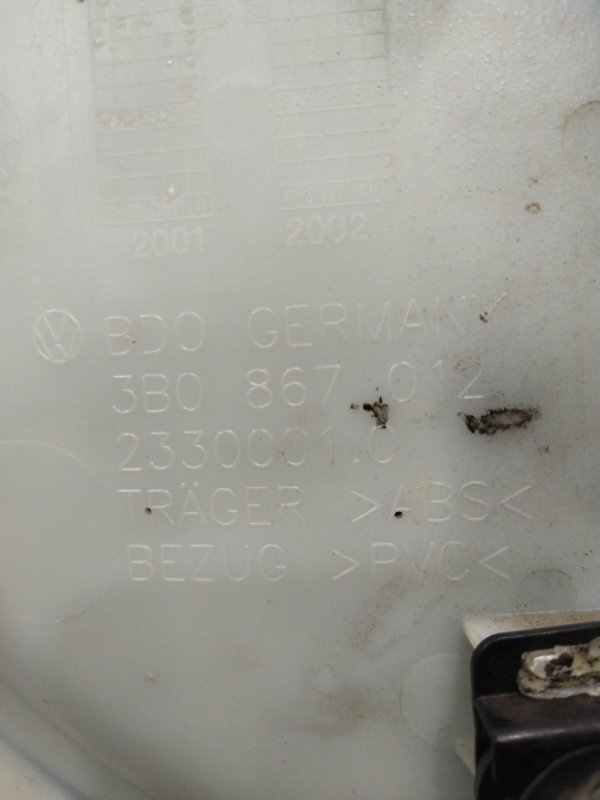 2001 2002
BDO GERMANY
3B0 867 012
TRÄGER >ABS<
BEZUG >PVC<